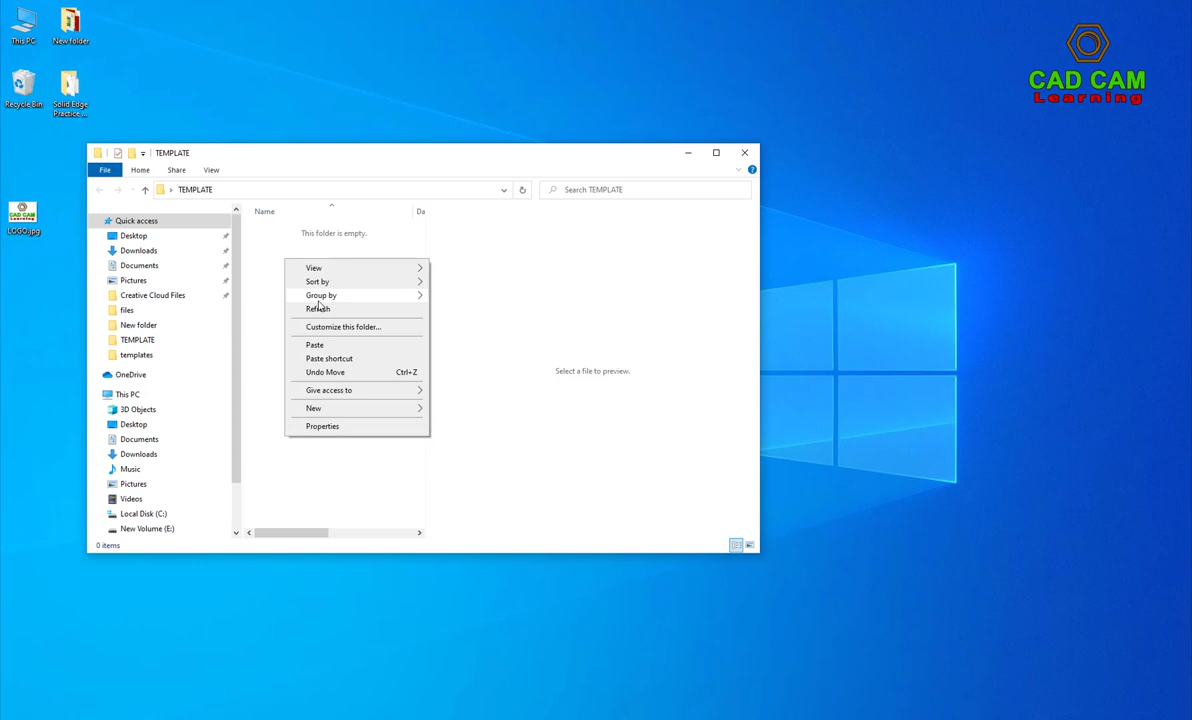 This PC
New folder
Recycle Bin
Solid Edge
Practice ...
LOGO.jpg
CAD CAM
Learning
TEMPLATE
File
Home
Share
View
TEMPLATE
Search TEMPLATE
Quick access
Desktop
Downloads
Documents
Pictures
Creative Cloud Files
files
New folder
TEMPLATE
templates
OneDrive
This PC
3D Objects
Desktop
Documents
Downloads
Music
Pictures
Videos
Local Disk (C:)
New Volume (E:)
0 items
Name
Da
This folder is empty.
View
Sort by
Group by
Refresh
Customize this folder...
Paste
Paste shortcut
Undo Move Ctrl+Z
Give access to
New
Properties
Select a file to preview.